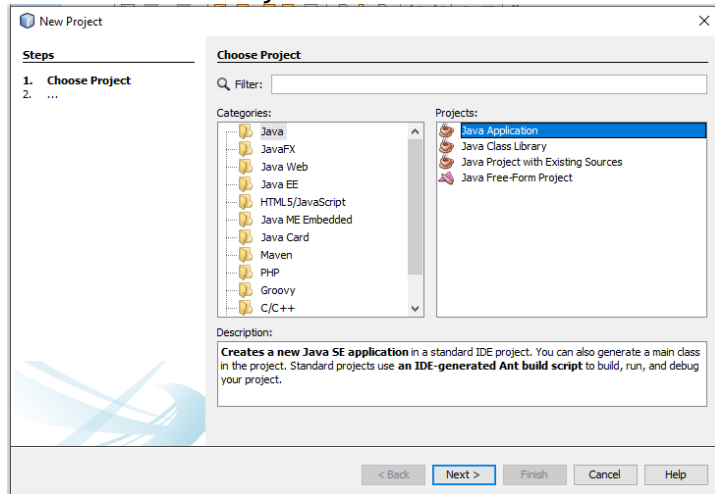 New Project
Steps
1. Choose Project
2. ...
Choose Project
Filter:
Categories:
Java
JavaFX
Java Web
Java EE
HTML5/JavaScript
Java ME Embedded
Java Card
Maven
PHP
Groovy
C/C++
Projects:
Java Application
Java Class Library
Java Project with Existing Sources
Java Free-Form Project
Description:
Creates a new Java SE application in a standard IDE project. You can also generate a main class
in the project. Standard projects use an IDE-generated Ant build script to build, run, and debug
your project.
< Back
Next >
Finish
Cancel
Help